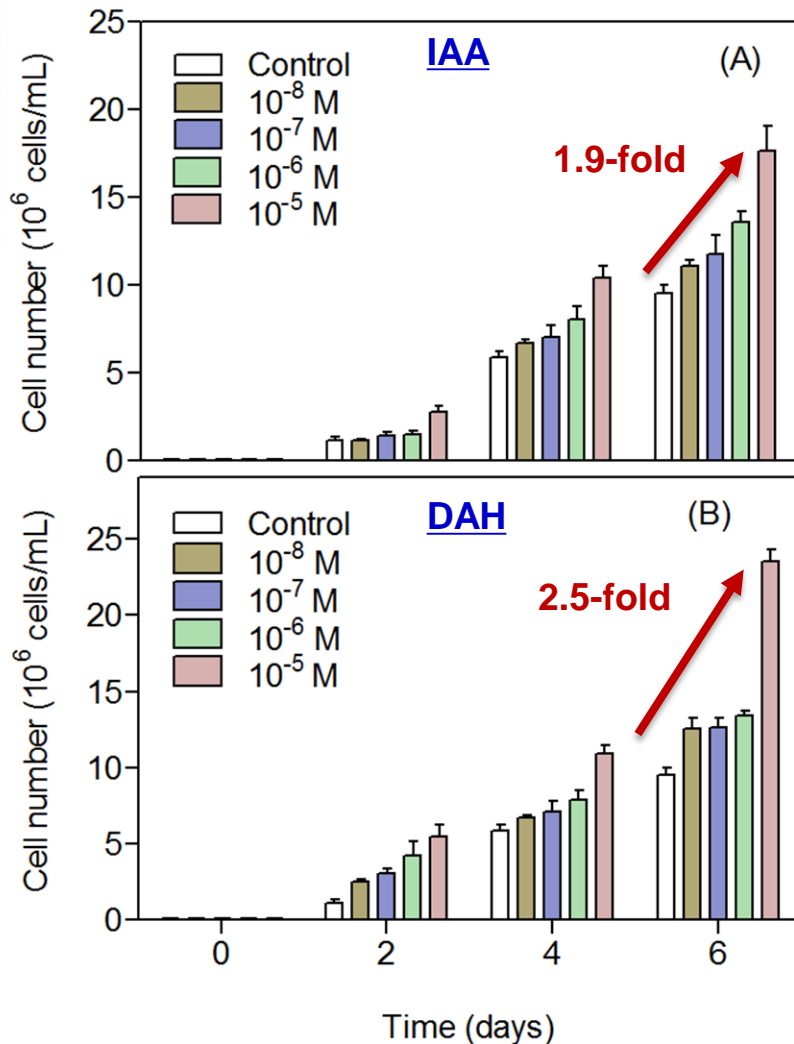 Cell number (10⁶ cells/mL)
25
20
15
10
5
0
Control
10⁻⁸ M
10⁻⁷ M
10⁻⁶ M
10⁻⁵ M
IAA
(A)
1.9-fold
Cell number (10⁶ cells/mL)
25
20
15
10
5
0
Control
10⁻⁸ M
10⁻⁷ M
10⁻⁶ M
10⁻⁵ M
DAH
(B)
2.5-fold
0 2 4 6
Time (days)